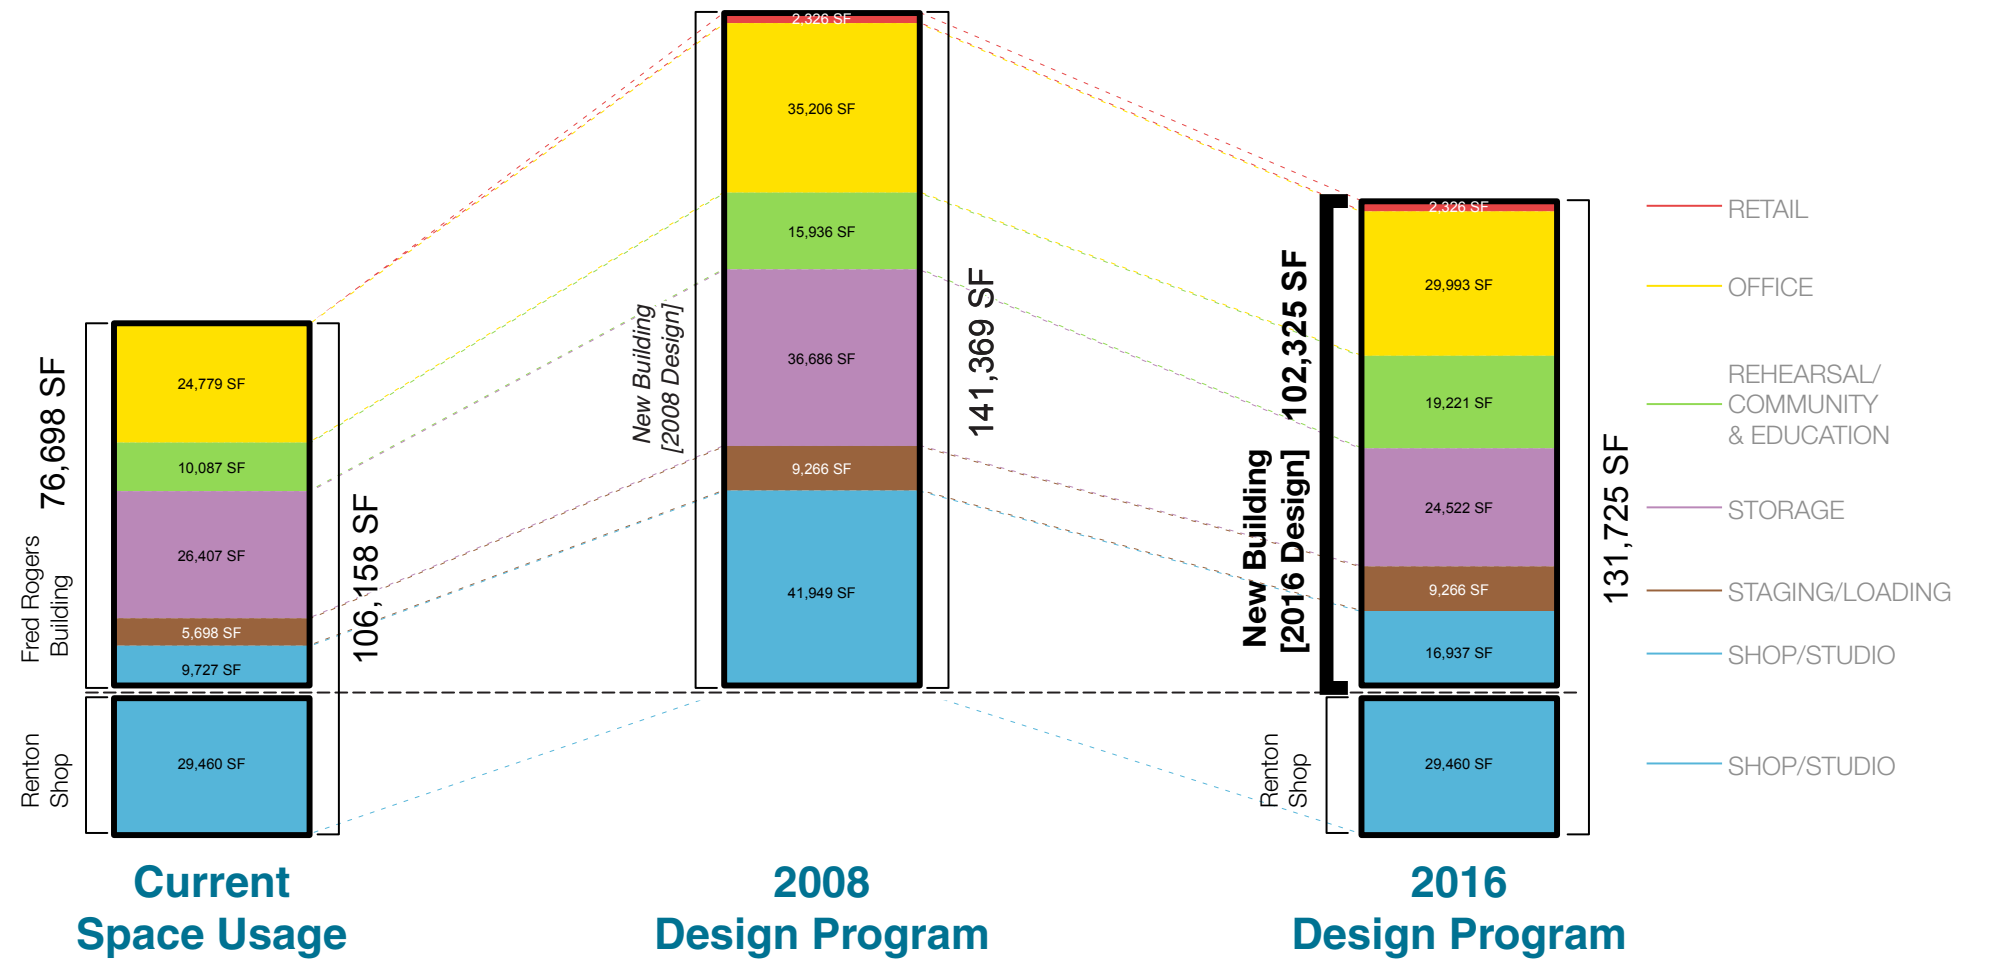 76,698 SF
Fred Rogers
Building
Renton
Shop
24,779 SF
10,087 SF
26,407 SF
5,698 SF
9,727 SF
29,460 SF
106,158 SF
Current
Space Usage
New Building
[2008 Design]
2,326 SF
35,206 SF
15,936 SF
36,686 SF
9,266 SF
41,949 SF
141,369 SF
2008
Design Program
102,325 SF
New Building
[2016 Design]
Renton
Shop
2,326 SF
29,993 SF
19,221 SF
24,522 SF
9,266 SF
16,937 SF
29,460 SF
131,725 SF
2016
Design Program
RETAIL
OFFICE
REHEARSAL/
COMMUNITY
& EDUCATION
STORAGE
STAGING/LOADING
SHOP/STUDIO
SHOP/STUDIO